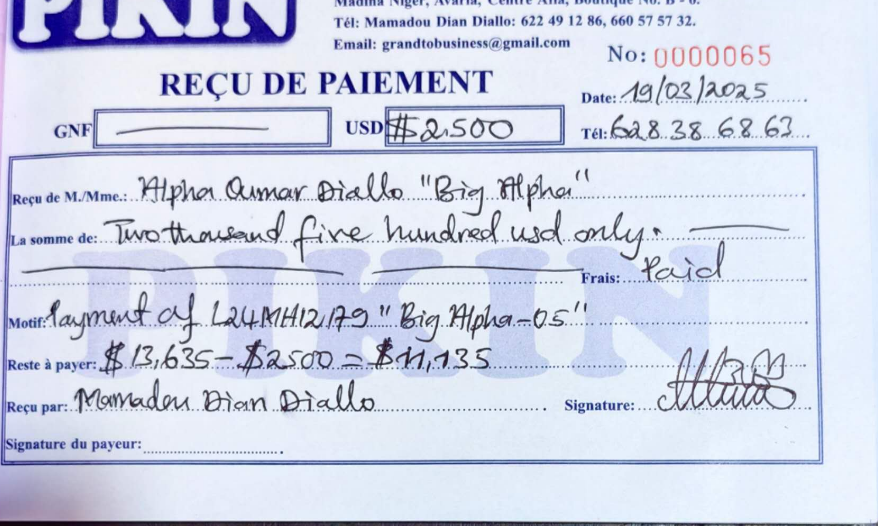 PIKIN
Madina Niger, Avaria, Centre Alia, Boutique No. B - 6.
Tél: Mamadou Dian Diallo: 622 49 12 86, 660 57 57 32.
Email: grandtobusiness@gmail.com
No: 0000065
REÇU DE PAIEMENT
Date: 19/03/2025
GNF USD $2.500 Tél: 628.38.68.63
Reçu de M./Mme.: Alpha Oumar Diallo "Big Alpha"
La somme de: Two thousand five hundred usd only.
Frais: Paid
Motif: Payment of L24MH12179 "Big Alpha-05"
Reste à payer: $13,635-$2500=$11,135
Reçu par: Mamadou Dian Diallo Signature:
Signature du payeur:
PIKIN